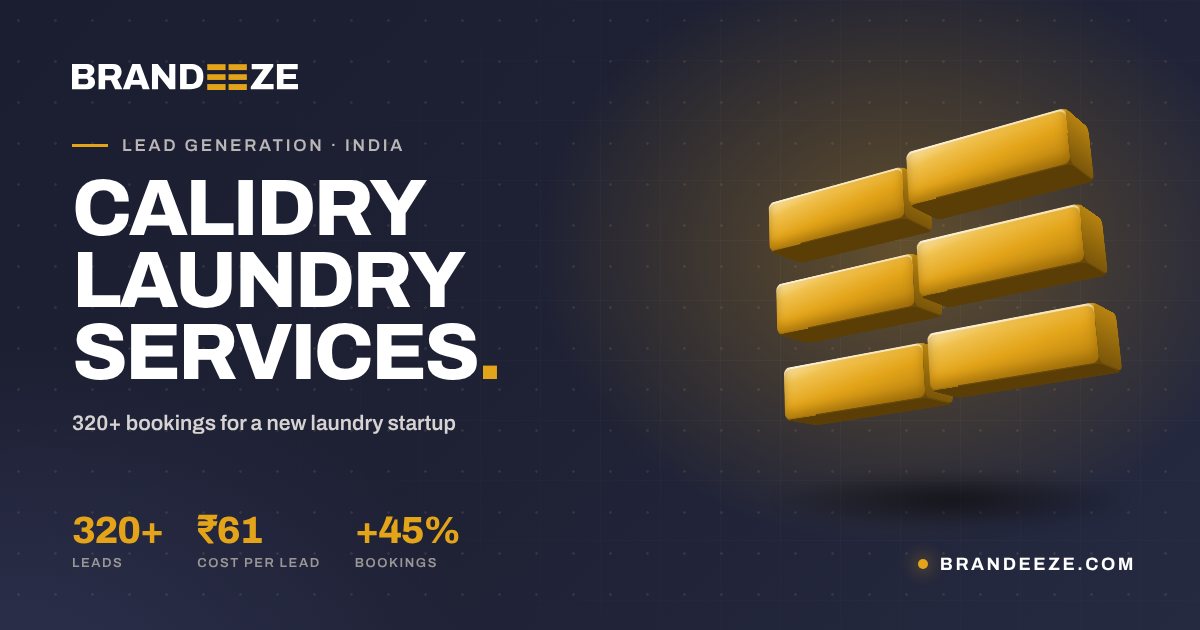 BRANDEEZE
LEAD GENERATION · INDIA
CALIDRY
LAUNDRY
SERVICES.
320+ bookings for a new laundry startup
320+ ₹61 +45%
LEADS COST PER LEAD BOOKINGS
BRANDEEZE.COM